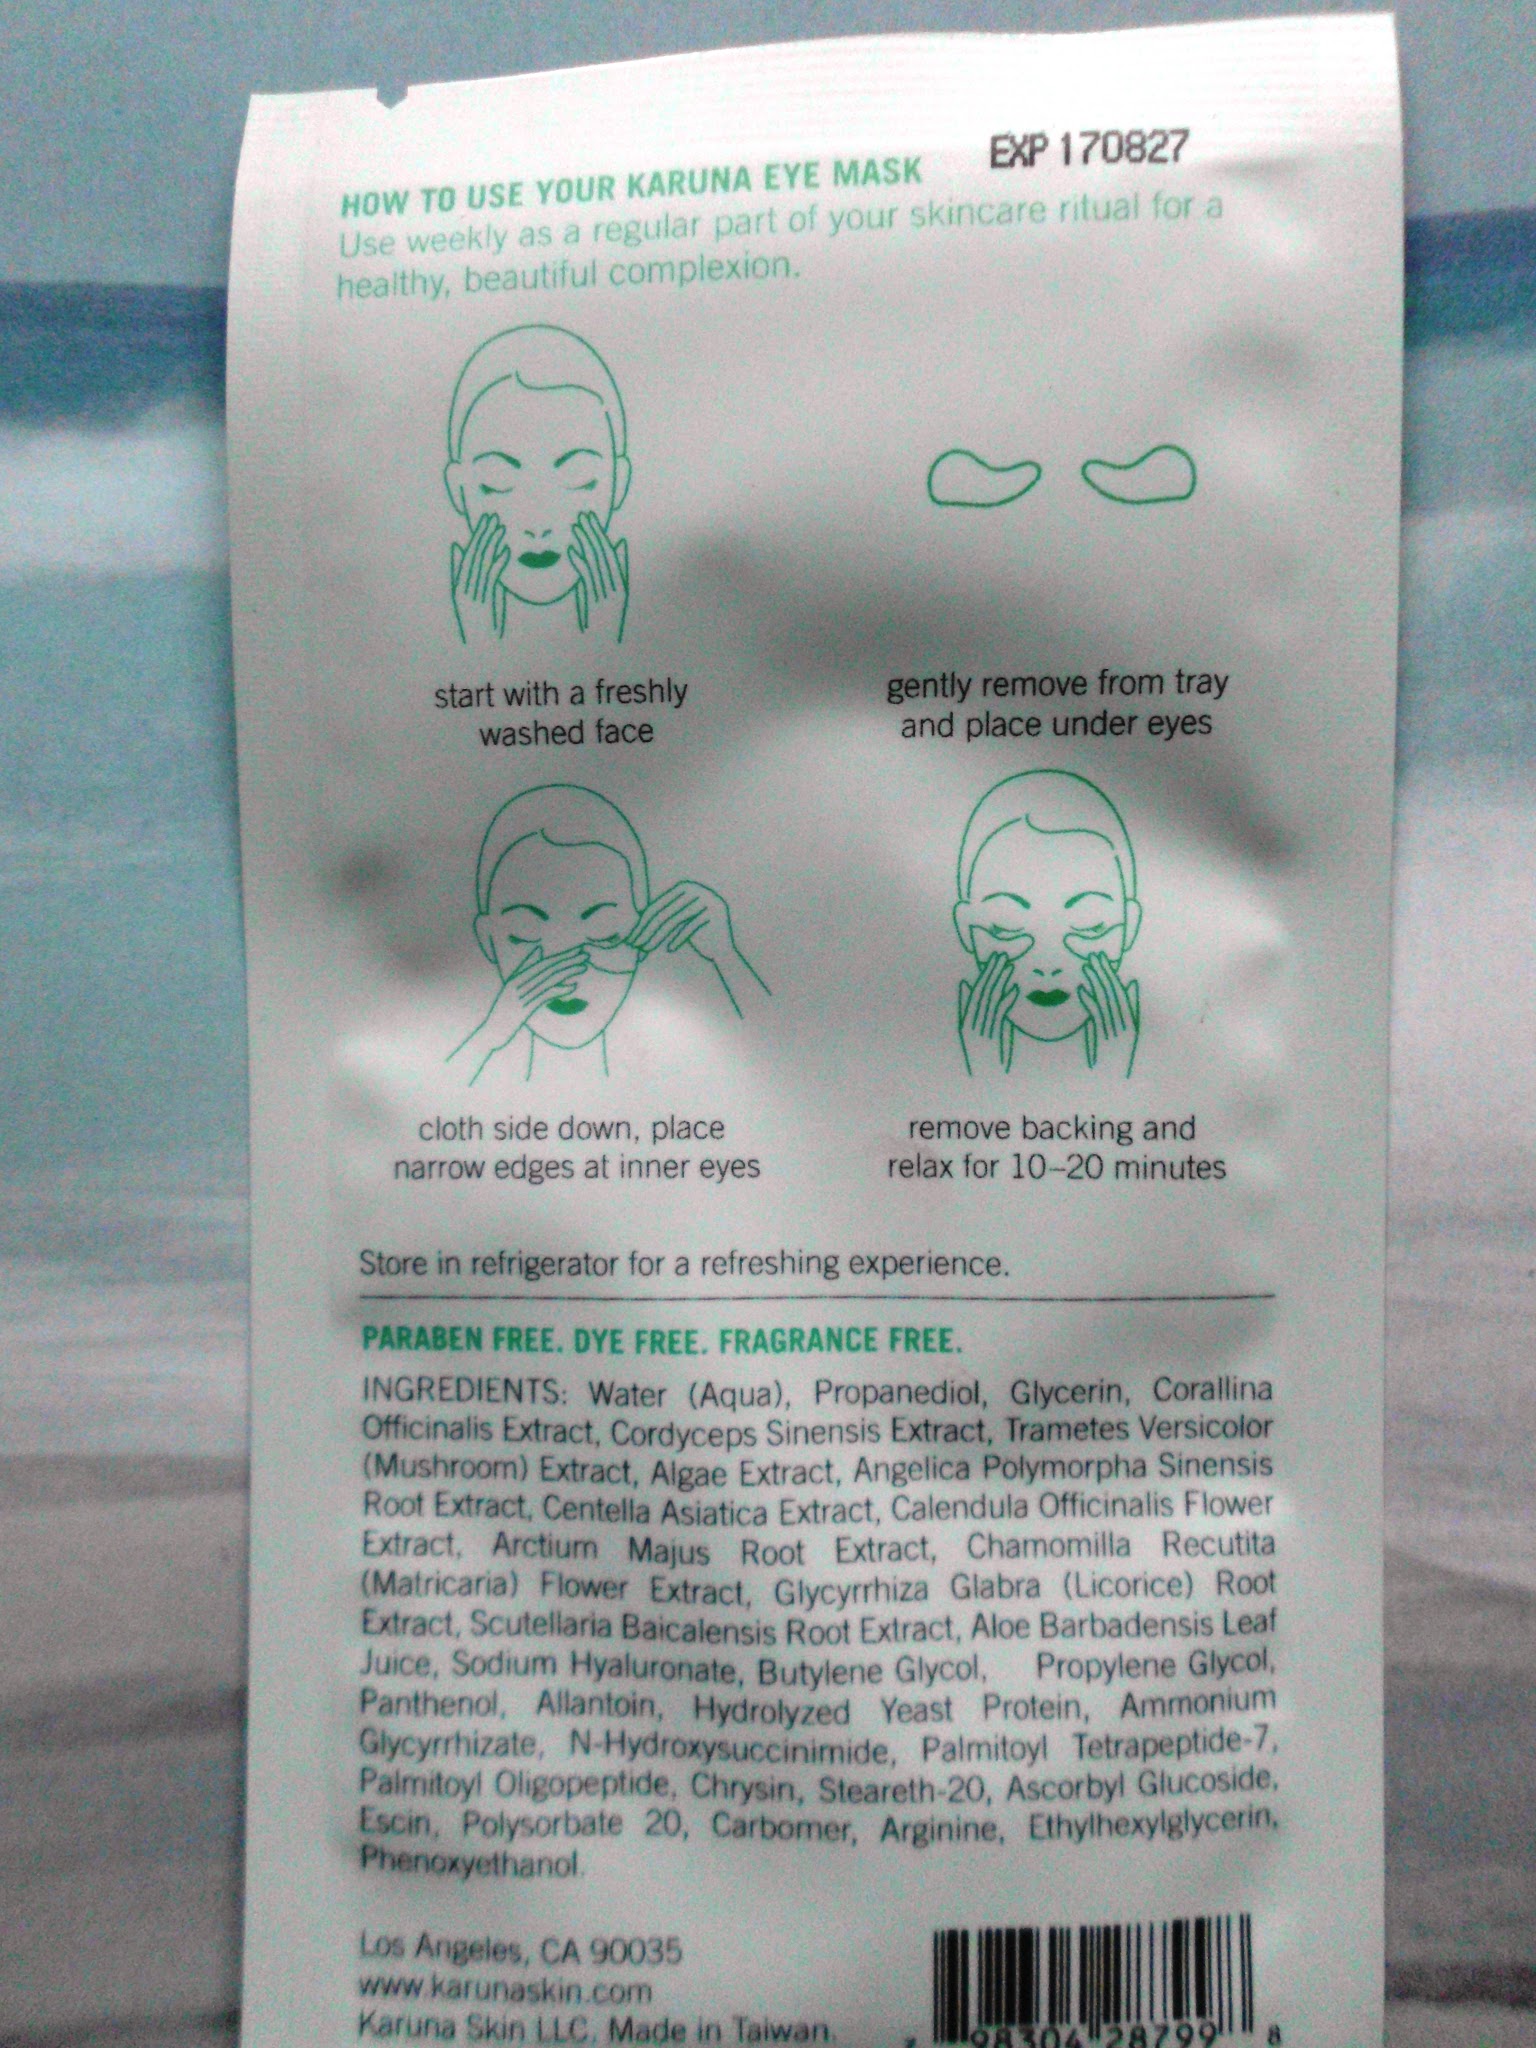 EXP 170827
HOW TO USE YOUR KARUNA EYE MASK
Use weekly as a regular part of your skincare ritual for a
healthy, beautiful complexion.
start with a freshly
washed face
gently remove from tray
and place under eyes
cloth side down, place
narrow edges at inner eyes
remove backing and
relax for 10–20 minutes
Store in refrigerator for a refreshing experience.
PARABEN FREE. DYE FREE. FRAGRANCE FREE.
INGREDIENTS: Water (Aqua), Propanediol, Glycerin, Corallina
Officinalis Extract, Cordyceps Sinensis Extract, Trametes Versicolor
(Mushroom) Extract, Algae Extract, Angelica Polymorpha Sinensis
Root Extract, Centella Asiatica Extract, Calendula Officinalis Flower
Extract, Arctium Majus Root Extract, Chamomilla Recutita
(Matricaria) Flower Extract, Glycyrrhiza Glabra (Licorice) Root
Extract, Scutellaria Baicalensis Root Extract, Aloe Barbadensis Leaf
Juice, Sodium Hyaluronate, Butylene Glycol, Propylene Glycol,
Panthenol, Allantoin, Hydrolyzed Yeast Protein, Ammonium
Glycyrrhizate, N-Hydroxysuccinimide, Palmitoyl Tetrapeptide-7,
Palmitoyl Oligopeptide, Chrysin, Steareth-20, Ascorbyl Glucoside,
Escin, Polysorbate 20, Carbomer, Arginine, Ethylhexylglycerin,
Phenoxyethanol.
Los Angeles, CA 90035
www.karunaskin.com
Karuna Skin LLC. Made in Taiwan.
98304 28799 8